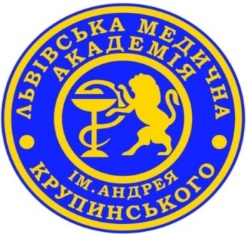 ЛЬВІВСЬКА МЕДИЧНА
АКАДЕМІЯ
ІМ. АНДРЕЯ
КРУПИНСЬКОГО